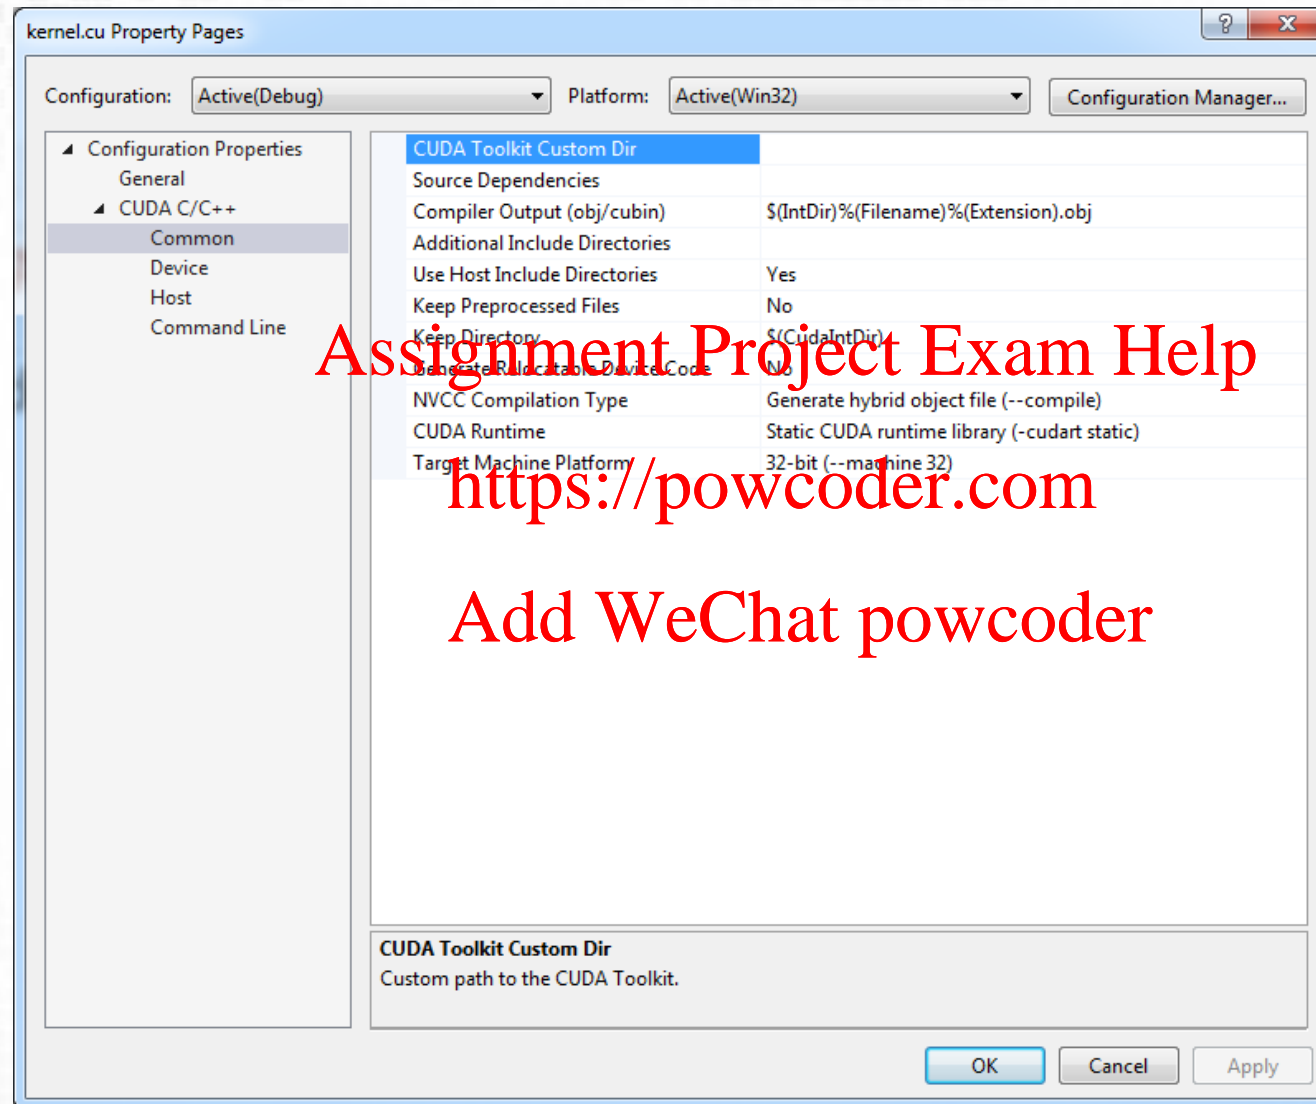 kernel.cu Property Pages
Configuration: Active(Debug) Platform: Active(Win32) Configuration Manager...
Configuration Properties
General
CUDA C/C++
Common
Device
Host
Command Line
CUDA Toolkit Custom Dir
Source Dependencies
Compiler Output (obj/cubin) $(IntDir)%(Filename)%(Extension).obj
Additional Include Directories
Use Host Include Directories Yes
Keep Preprocessed Files No
Keep Directory $(CudaIntDir)
Assignment Project Exam Help
Generate Relocatable Device Code No
NVCC Compilation Type Generate hybrid object file (--compile)
CUDA Runtime Static CUDA runtime library (-cudart static)
Target Machine Platform 32-bit (--machine 32)
https://powcoder.com
Add WeChat powcoder
CUDA Toolkit Custom Dir
Custom path to the CUDA Toolkit.
OK Cancel Apply